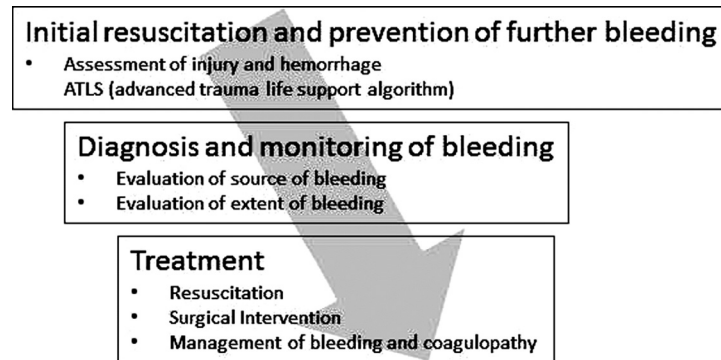 Initial resuscitation and prevention of further bleeding
• Assessment of injury and hemorrhage
ATLS (advanced trauma life support algorithm)
Diagnosis and monitoring of bleeding
• Evaluation of source of bleeding
• Evaluation of extent of bleeding
Treatment
• Resuscitation
• Surgical Intervention
• Management of bleeding and coagulopathy